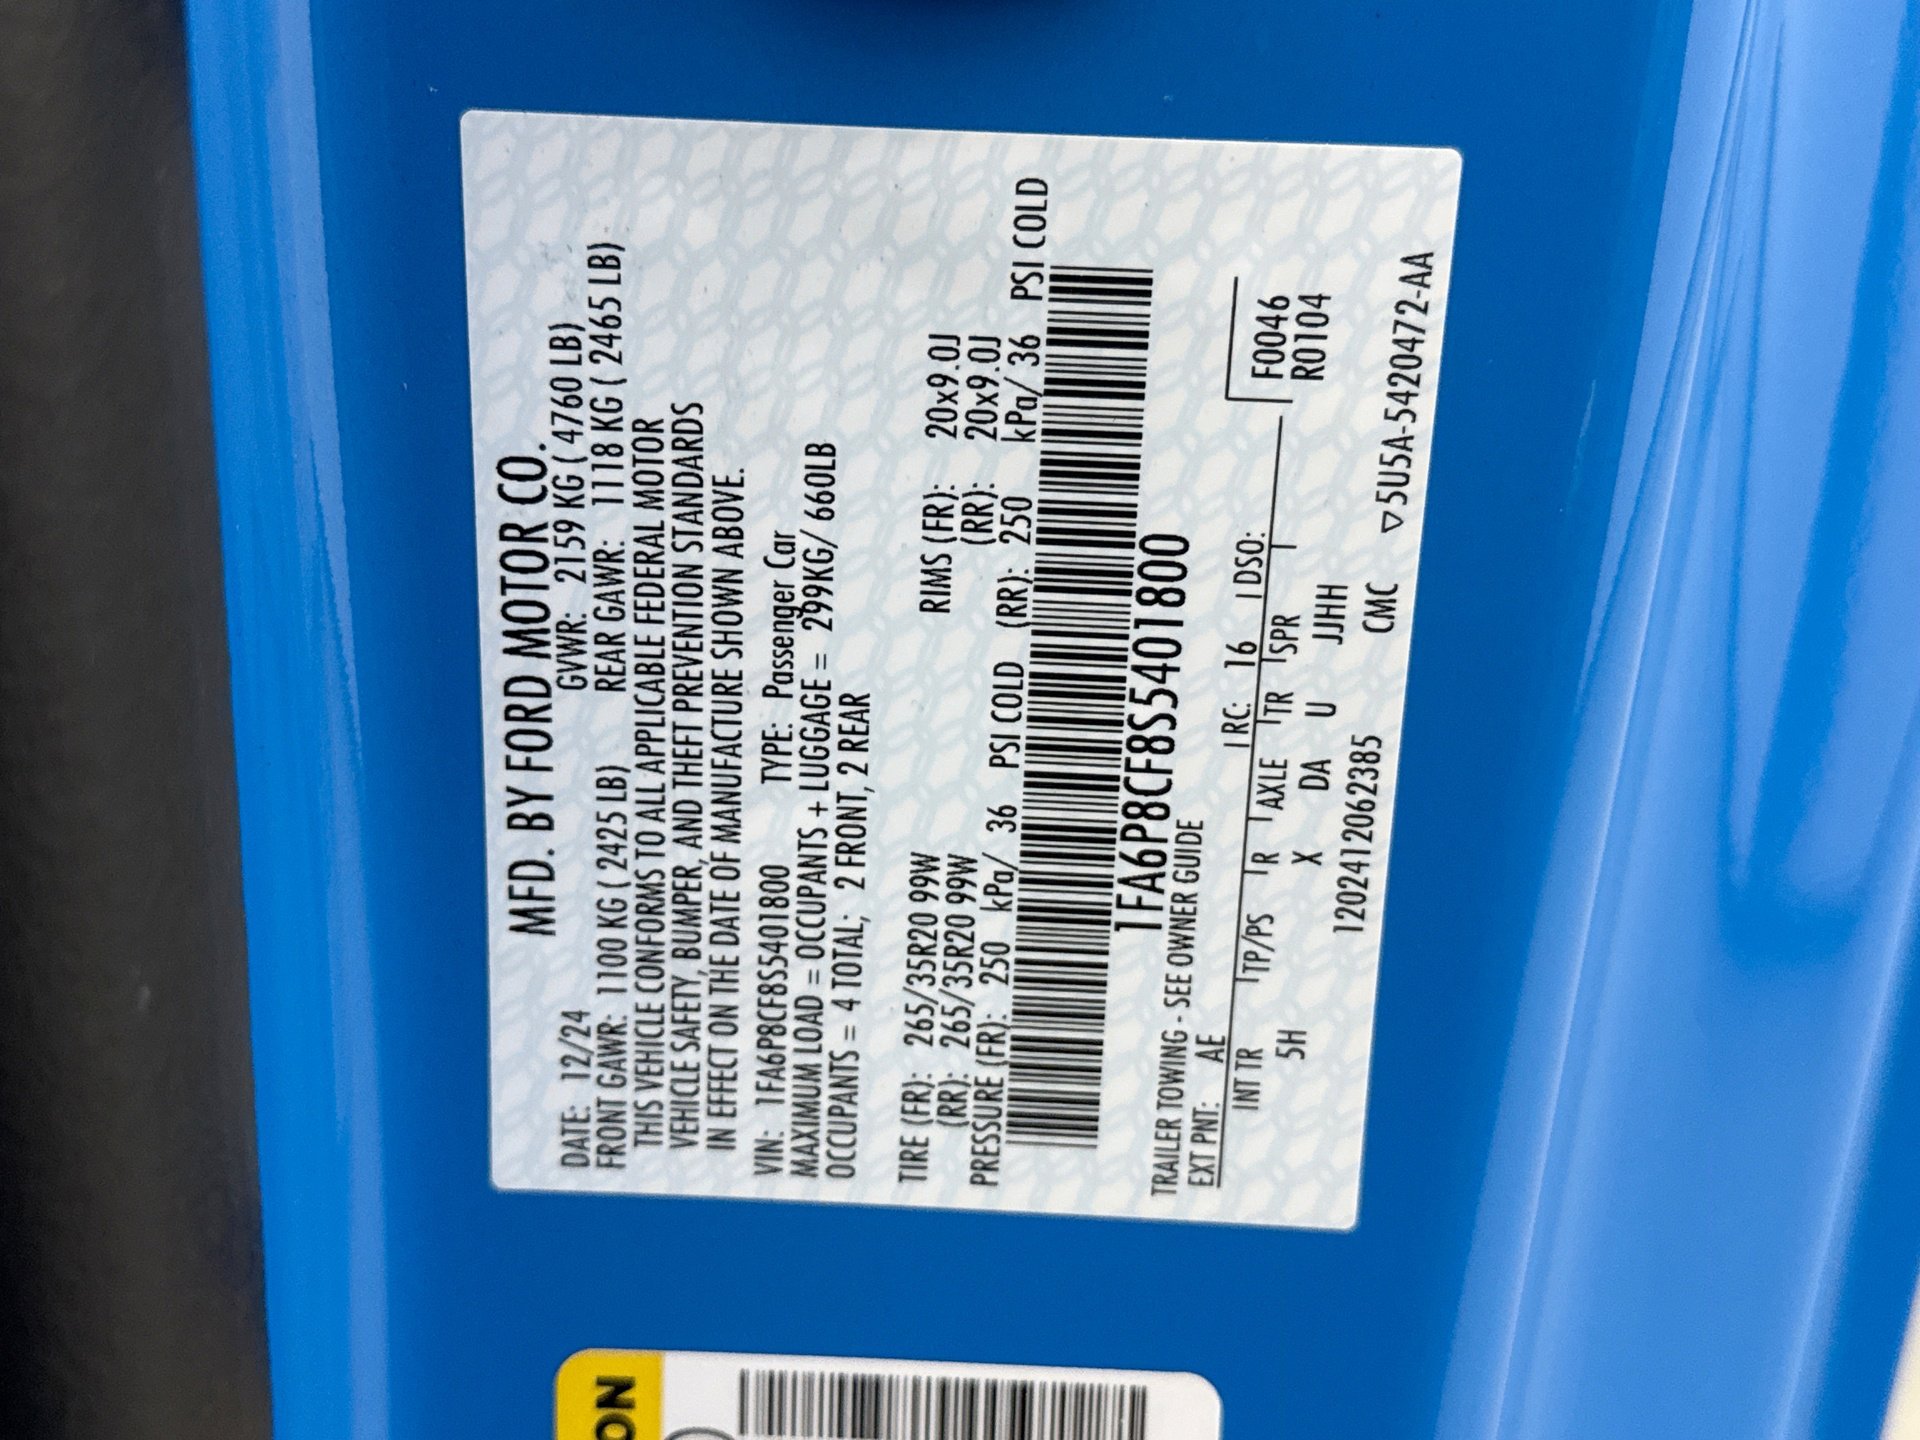 MFD. BY FORD MOTOR CO.
DATE: 12/24 GVWR: 2159 KG ( 4760 LB)
FRONT GAWR: 1100 KG ( 2425 LB) REAR GAWR: 1118 KG ( 2465 LB)
THIS VEHICLE CONFORMS TO ALL APPLICABLE FEDERAL MOTOR
VEHICLE SAFETY, BUMPER, AND THEFT PREVENTION STANDARDS
IN EFFECT ON THE DATE OF MANUFACTURE SHOWN ABOVE.
VIN: 1FA6P8CF8S5401800 TYPE: Passenger Car
MAXIMUM LOAD = OCCUPANTS + LUGGAGE = 299KG/ 660LB
OCCUPANTS = 4 TOTAL; 2 FRONT, 2 REAR
TIRE (FR): 265/35R20 99W RIMS (FR): 20x9.0J
(RR): 265/35R20 99W (RR): 20x9.0J
PRESSURE (FR): 250 kPa/ 36 PSI COLD (RR): 250 kPa/ 36 PSI COLD
1FA6P8CF8S5401800
TRAILER TOWING - SEE OWNER GUIDE
EXT PNT: AE RC: 16 DSO:
INT TR TP/PS R AXLE TR SPR
5H X DA U JJHH
F0046
R0104
1202412062385 CMC ▽5U5A-5420472-AA
ON